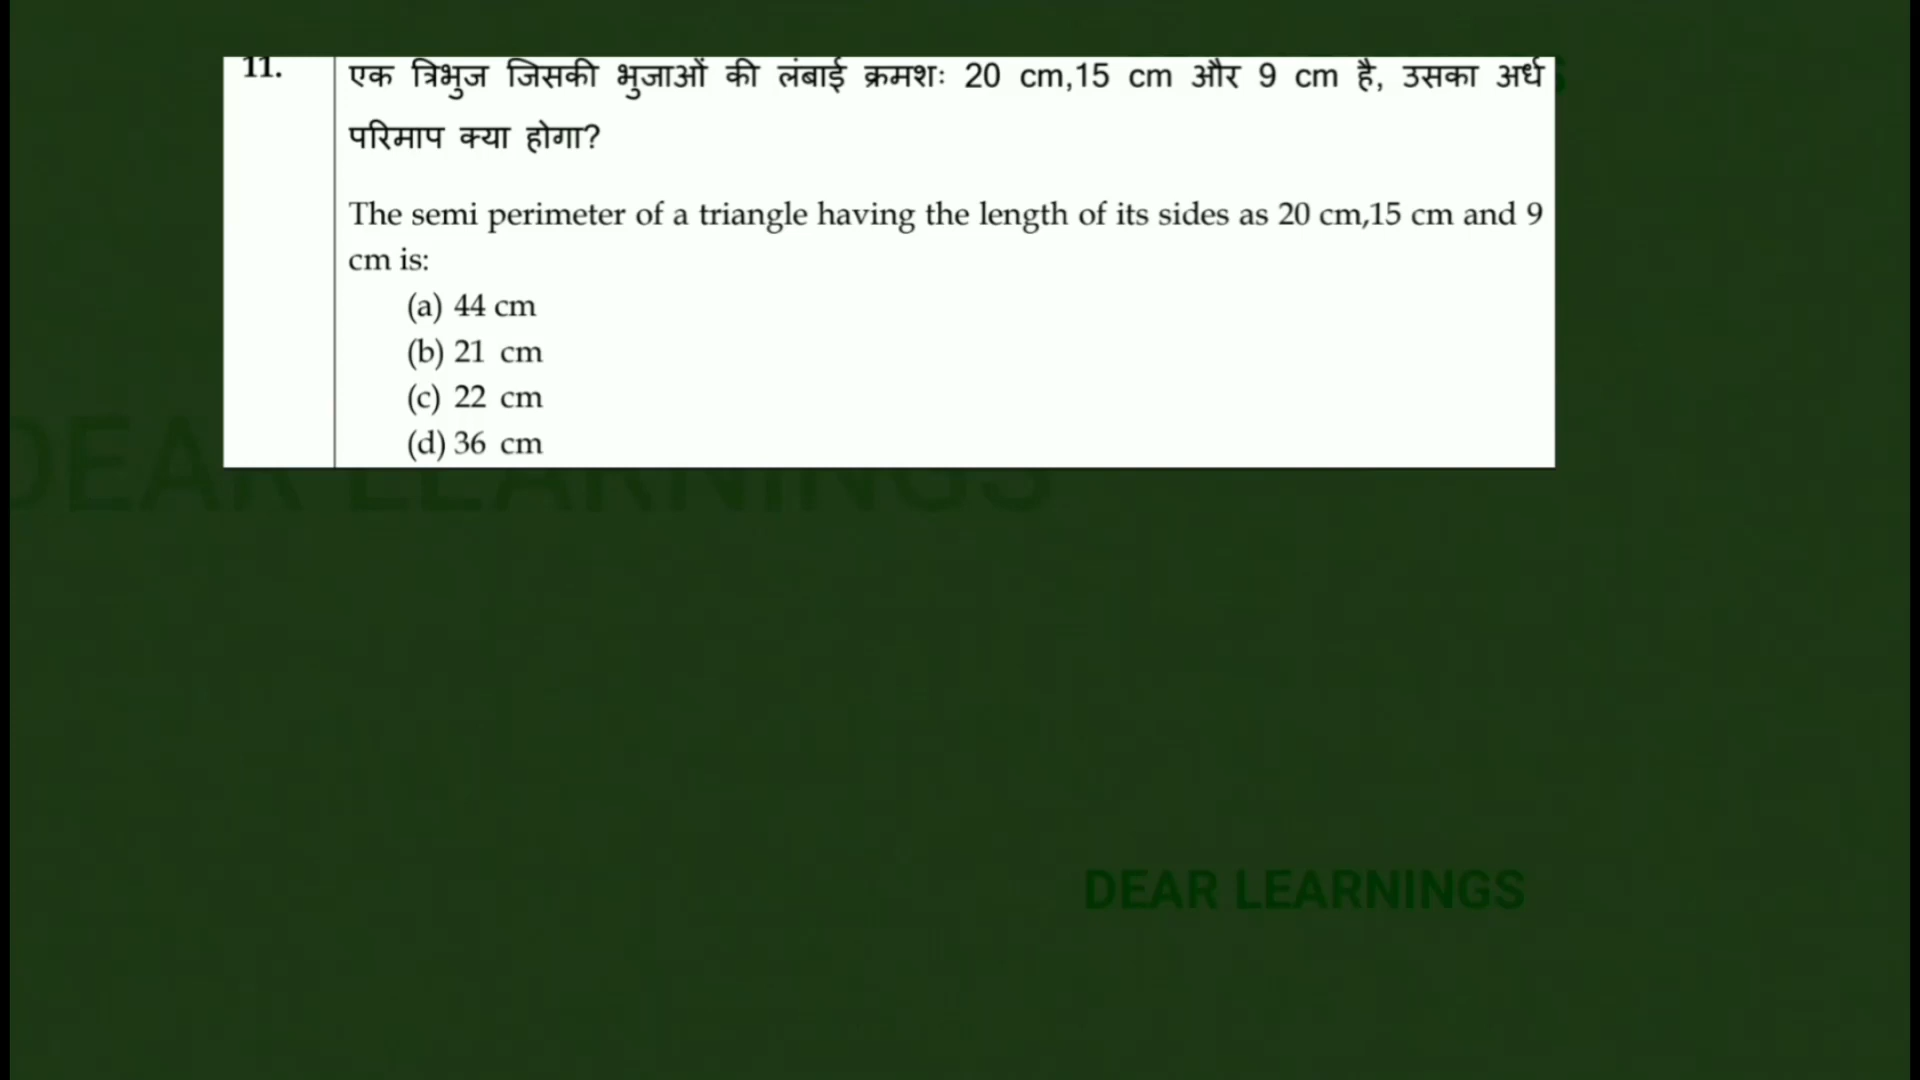 11.
एक त्रिभुज जिसकी भुजाओं की लंबाई क्रमशः 20 cm,15 cm और 9 cm है, उसका अर्ध
परिमाप क्या होगा?
The semi perimeter of a triangle having the length of its sides as 20 cm,15 cm and 9
cm is:
(a) 44 cm
(b) 21 cm
(c) 22 cm
(d) 36 cm
DEAR LEARNINGS
DEAR LEARNINGS